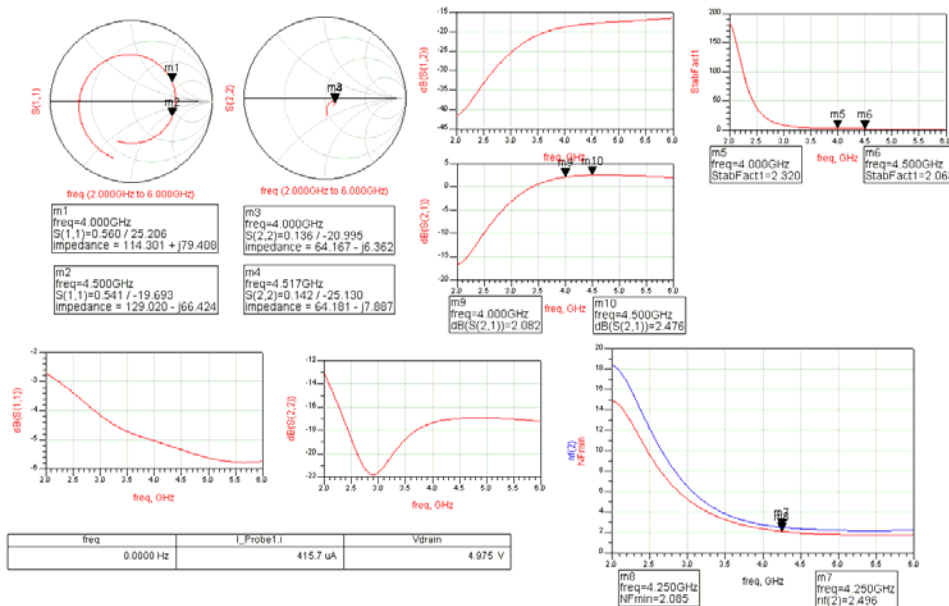 S(1,1)
freq (2.000GHz to 6.000GHz)
m1
m2
m1
freq=4.000GHz
S(1,1)=0.560 / 25.206
impedance = 114.301 + j79.408
m2
freq=4.500GHz
S(1,1)=0.541 / -19.693
impedance = 129.020 - j66.424
S(2,2)
freq (2.000GHz to 6.000GHz)
m3
freq=4.000GHz
S(2,2)=0.136 / -20.995
impedance = 64.167 - j6.362
m4
freq=4.517GHz
S(2,2)=0.142 / -25.130
impedance = 64.181 - j7.887
dB(S(1,2))
-15
-20
-25
-30
-35
-40
-45
2.0 2.5 3.0 3.5 4.0 4.5 5.0 5.5 6.0
freq, GHz
dB(S(2,1))
5
0
-5
-10
-15
-20
m9 m10
2.0 2.5 3.0 3.5 4.0 4.5 5.0 5.5 6.0
freq, GHz
m9
freq=4.000GHz
dB(S(2,1))=2.082
m10
freq=4.500GHz
dB(S(2,1))=2.476
StabFact1
200
150
100
50
0
m5 m6
2.0 2.5 3.0 3.5 4.0 4.5 5.0 5.5 6.0
freq, GHz
m5
freq=4.000GHz
StabFact1=2.320
m6
freq=4.500GHz
dB(S(1,1))
-2
-3
-4
-5
-6
2.0 2.5 3.0 3.5 4.0 4.5 5.0 5.5 6.0
freq, GHz
dB(S(2,2))
-12
-14
-16
-18
-20
-22
2.0 2.5 3.0 3.5 4.0 4.5 5.0 5.5 6.0
freq, GHz
nf(2)
NFmin
20
18
16
14
12
10
8
6
4
2
0
2.0 2.5 3.0 3.5 4.0 4.5 5.0 5.5 6.0
freq, GHz
m8
freq=4.250GHz
NFmin=2.085
m7
freq=4.250GHz
nf(2)=2.496
freq I_Probe1.i Vdrain
0.0000 Hz 415.7 uA 4.975 V